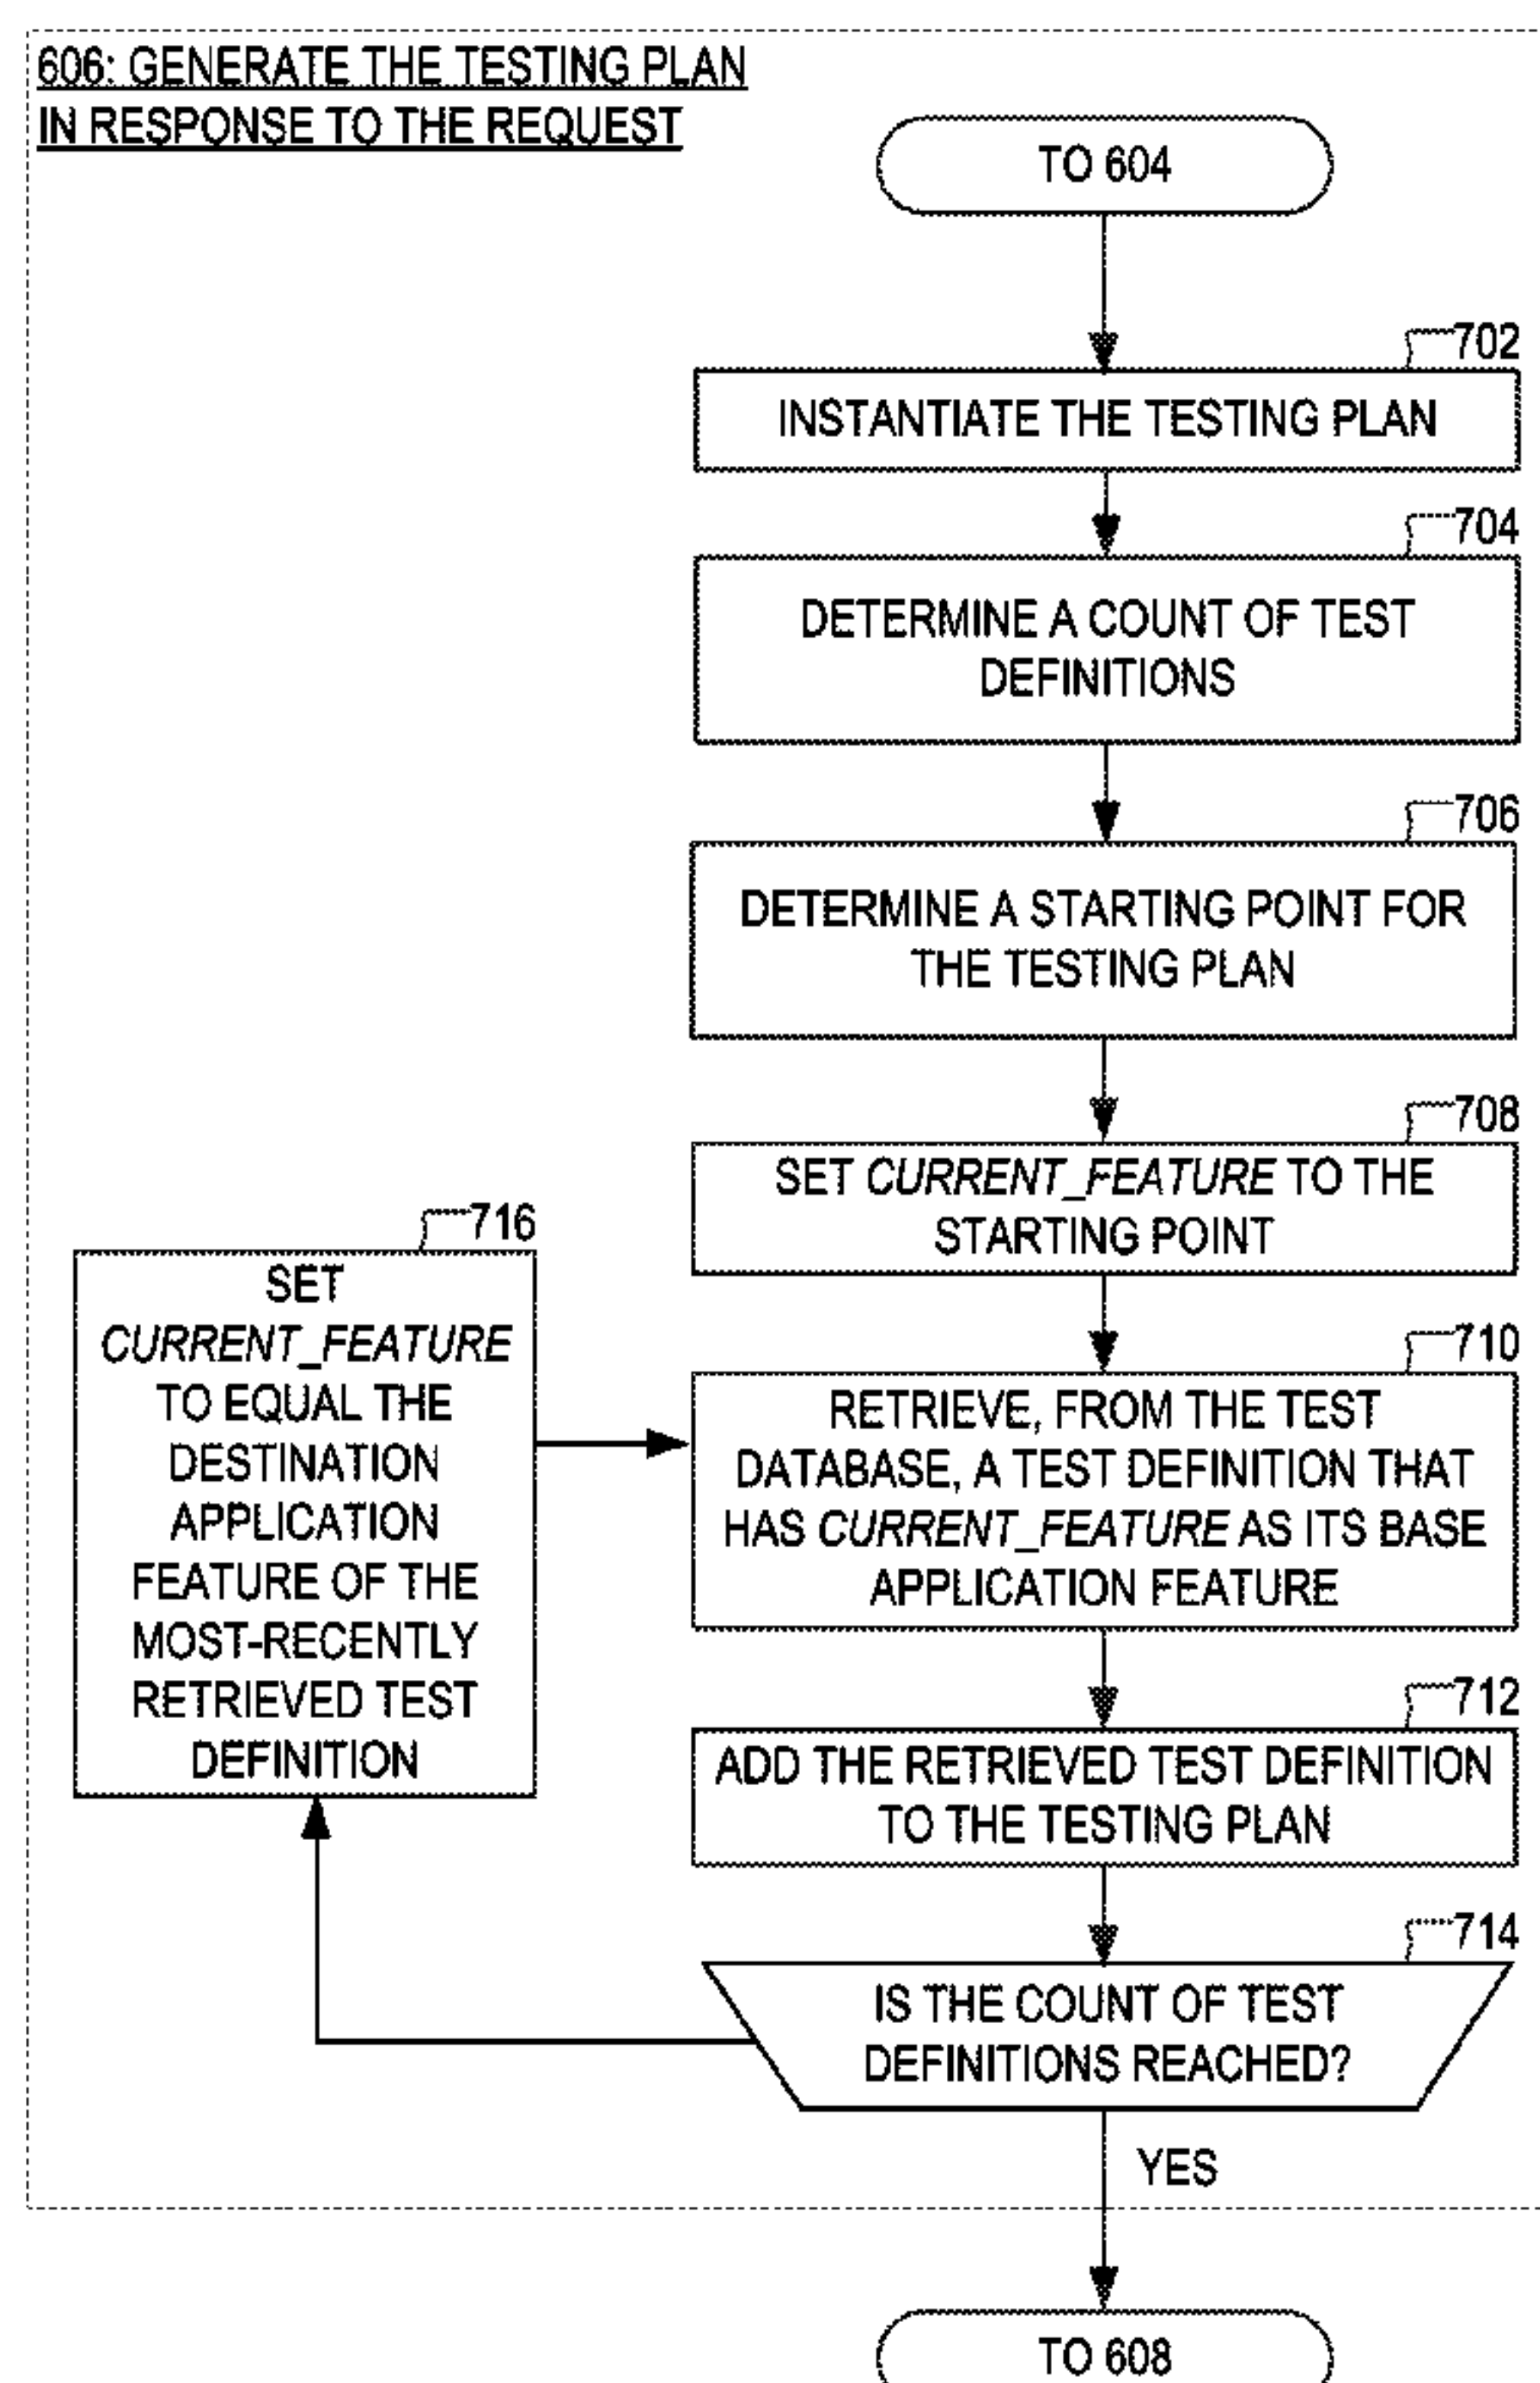 606: GENERATE THE TESTING PLAN
IN RESPONSE TO THE REQUEST
TO 604
702
INSTANTIATE THE TESTING PLAN
704
DETERMINE A COUNT OF TEST
DEFINITIONS
706
DETERMINE A STARTING POINT FOR
THE TESTING PLAN
708
SET CURRENT_FEATURE TO THE
STARTING POINT
716
SET
CURRENT_FEATURE
TO EQUAL THE
DESTINATION
APPLICATION
FEATURE OF THE
MOST-RECENTLY
RETRIEVED TEST
DEFINITION
710
RETRIEVE, FROM THE TEST
DATABASE, A TEST DEFINITION THAT
HAS CURRENT_FEATURE AS ITS BASE
APPLICATION FEATURE
712
ADD THE RETRIEVED TEST DEFINITION
TO THE TESTING PLAN
714
IS THE COUNT OF TEST
DEFINITIONS REACHED?
YES
TO 608